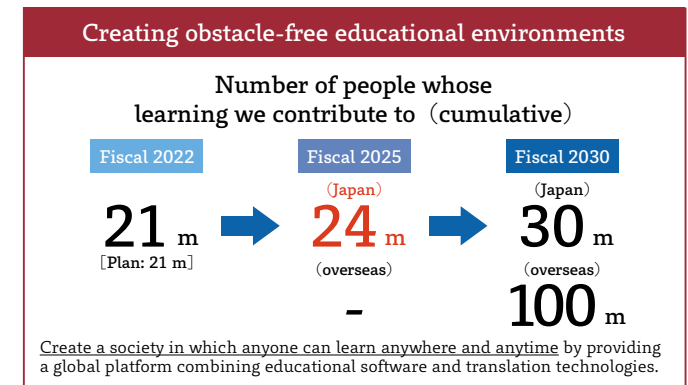 Creating obstacle-free educational environments
Number of people whose
learning we contribute to（cumulative）
Fiscal 2022
Fiscal 2025
Fiscal 2030
（Japan）
（Japan）
21 m
24 m
30 m
［Plan: 21 m］
（overseas）
（overseas）
-
100 m
Create a society in which anyone can learn anywhere and anytime by providing
a global platform combining educational software and translation technologies.